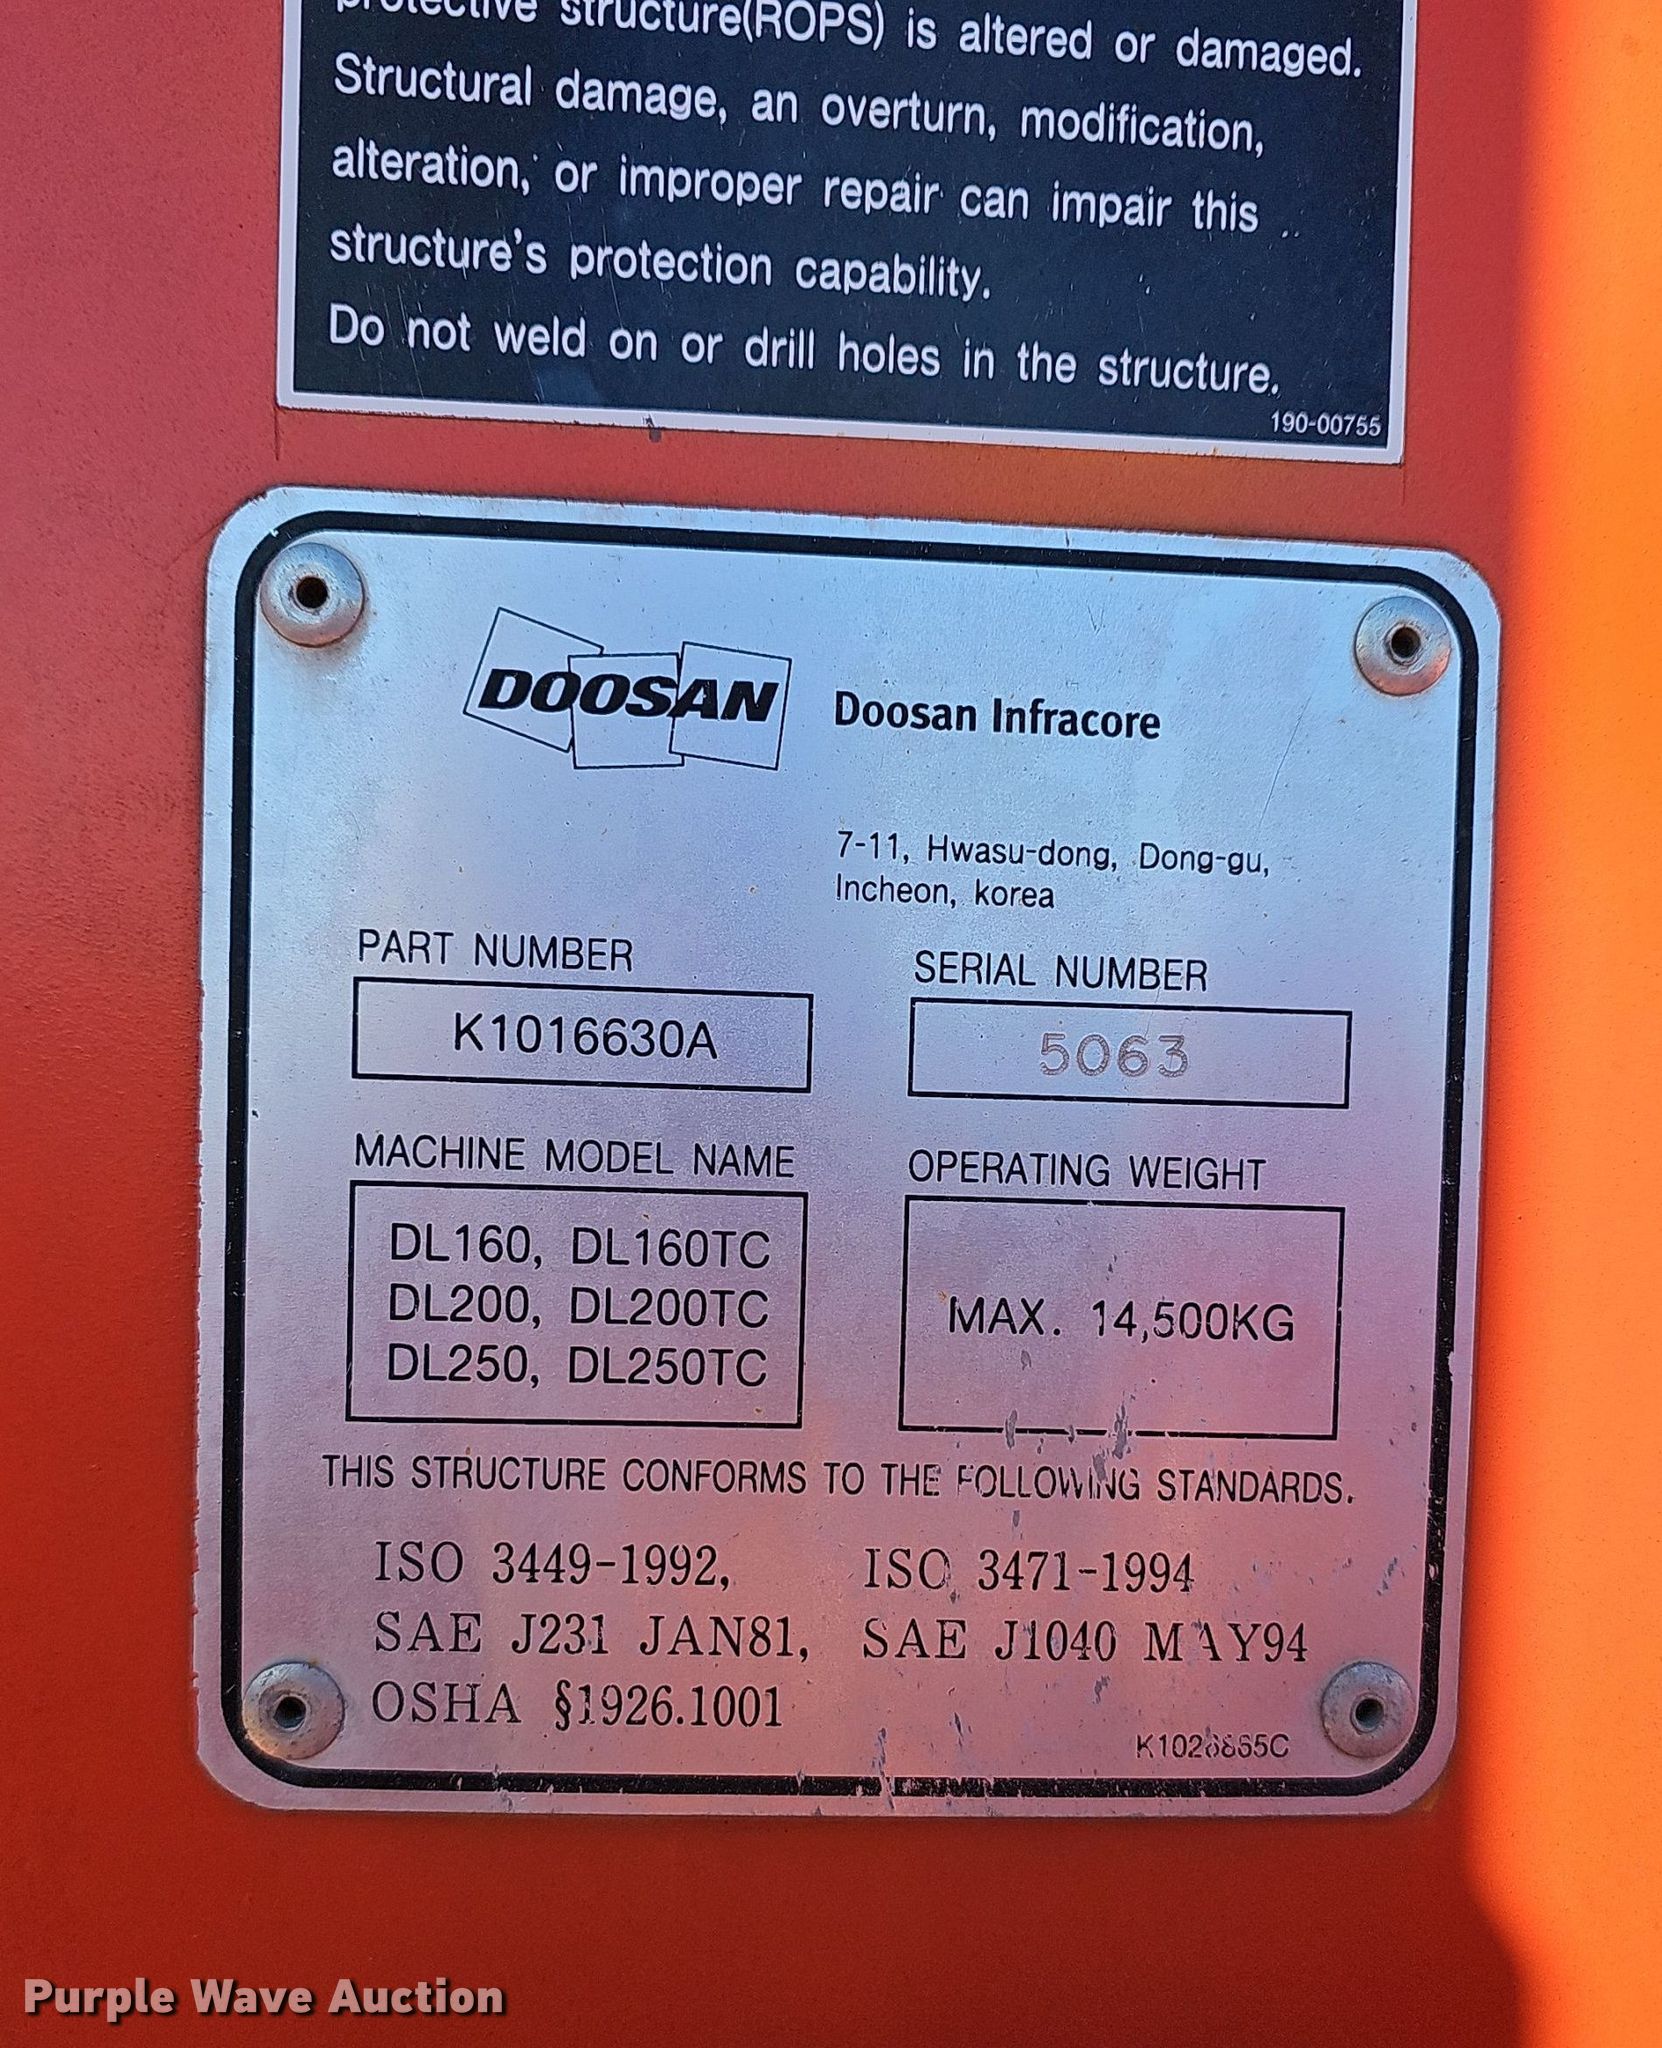 protective structure(ROPS) is altered or damaged.
Structural damage, an overturn, modification,
alteration, or improper repair can impair this
structure's protection capability.
Do not weld on or drill holes in the structure.
190-00755
DOOSAN Doosan Infracore
7-11, Hwasu-dong, Dong-gu,
Incheon, korea
PART NUMBER
K1016630A
SERIAL NUMBER
5063
MACHINE MODEL NAME
DL160, DL160TC
DL200, DL200TC
DL250, DL250TC
OPERATING WEIGHT
MAX. 14,500KG
THIS STRUCTURE CONFORMS TO THE FOLLOWING STANDARDS.
ISO 3449-1992, ISO 3471-1994
SAE J231 JAN81, SAE J1040 MAY94
OSHA §1926.1001
Purple Wave Auction